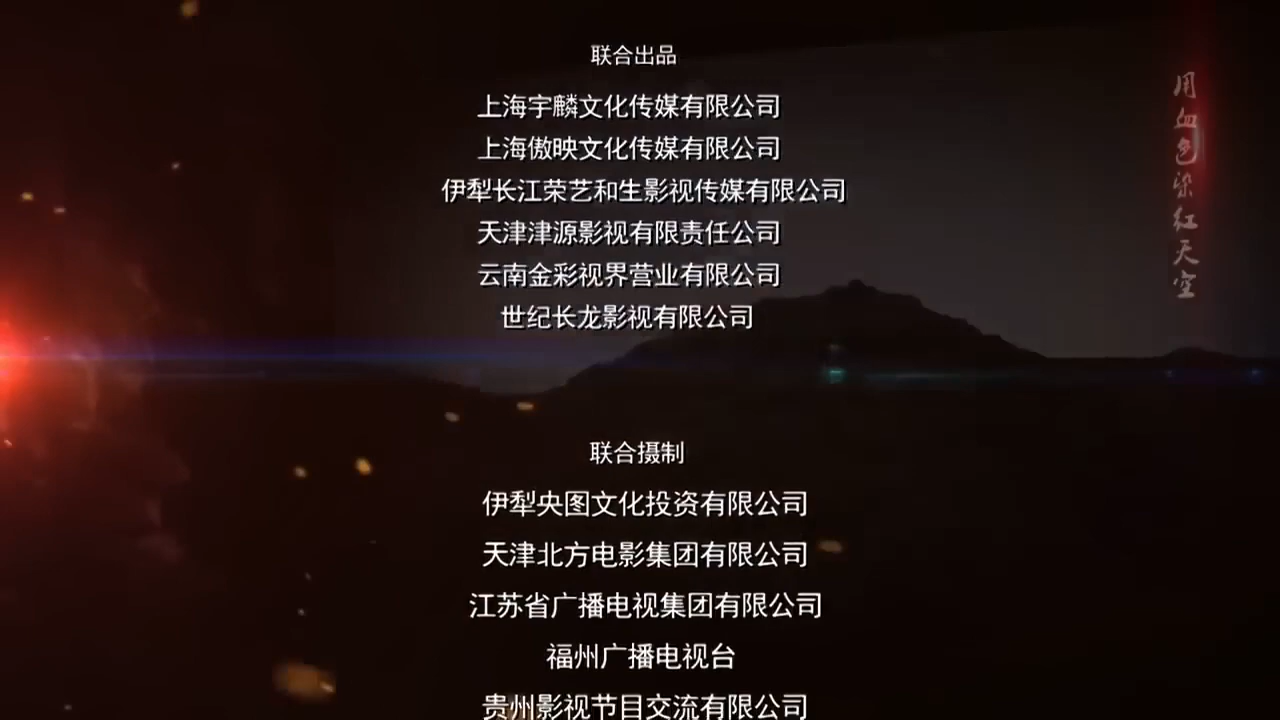 联合出品
上海宇麟文化传媒有限公司
上海傲映文化传媒有限公司
伊犁长江荣艺和生影视传媒有限公司
天津津源影视有限责任公司
云南金彩视界营业有限公司
世纪长龙影视有限公司
联合摄制
伊犁央图文化投资有限公司
天津北方电影集团有限公司
江苏省广播电视集团有限公司
福州广播电视台
贵州影视节目交流有限公司
用血色染红天空